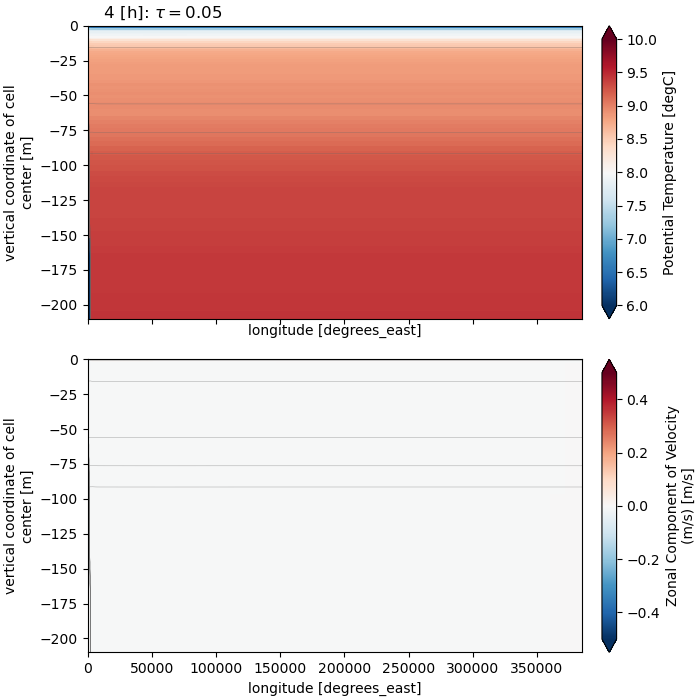 4 [h]: τ = 0.05
0
−25
−50
−75
−100
−125
−150
−175
−200
vertical coordinate of cell
center [m]
longitude [degrees_east]
10.0
9.5
9.0
8.5
8.0
7.5
7.0
6.5
6.0
Potential Temperature [degC]
0
−25
−50
−75
−100
−125
−150
−175
−200
vertical coordinate of cell
center [m]
0 50000 100000 150000 200000 250000 300000 350000
longitude [degrees_east]
0.4
0.2
0.0
−0.2
−0.4
Zonal Component of Velocity
(m/s) [m/s]